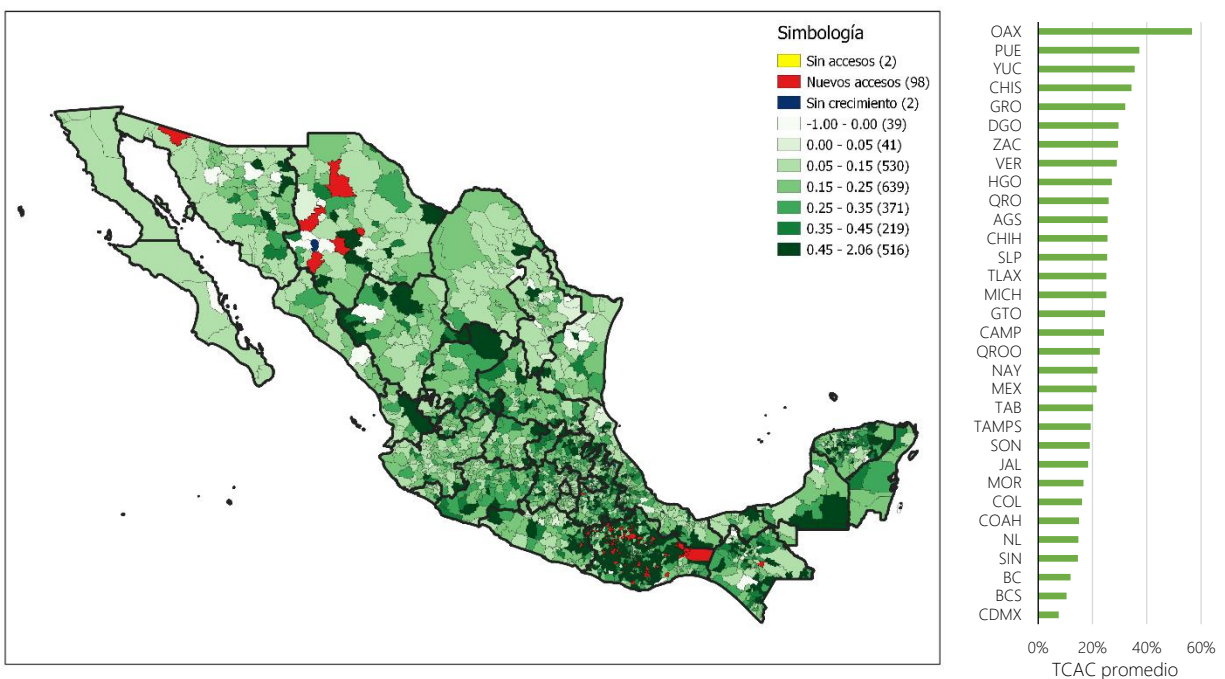 Simbología
Sin accesos (2)
Nuevos accesos (98)
Sin crecimiento (2)
-1.00 - 0.00 (39)
0.00 - 0.05 (41)
0.05 - 0.15 (530)
0.15 - 0.25 (639)
0.25 - 0.35 (371)
0.35 - 0.45 (219)
0.45 - 2.06 (516)
OAX
PUE
YUC
CHIS
GRO
DGO
ZAC
VER
HGO
QRO
AGS
CHIH
SLP
TLAX
MICH
GTO
CAMP
QROO
NAY
MEX
TAB
TAMPS
SON
JAL
MOR
COL
COAH
NL
SIN
BC
BCS
CDMX
0% 20% 40% 60%
TCAC promedio